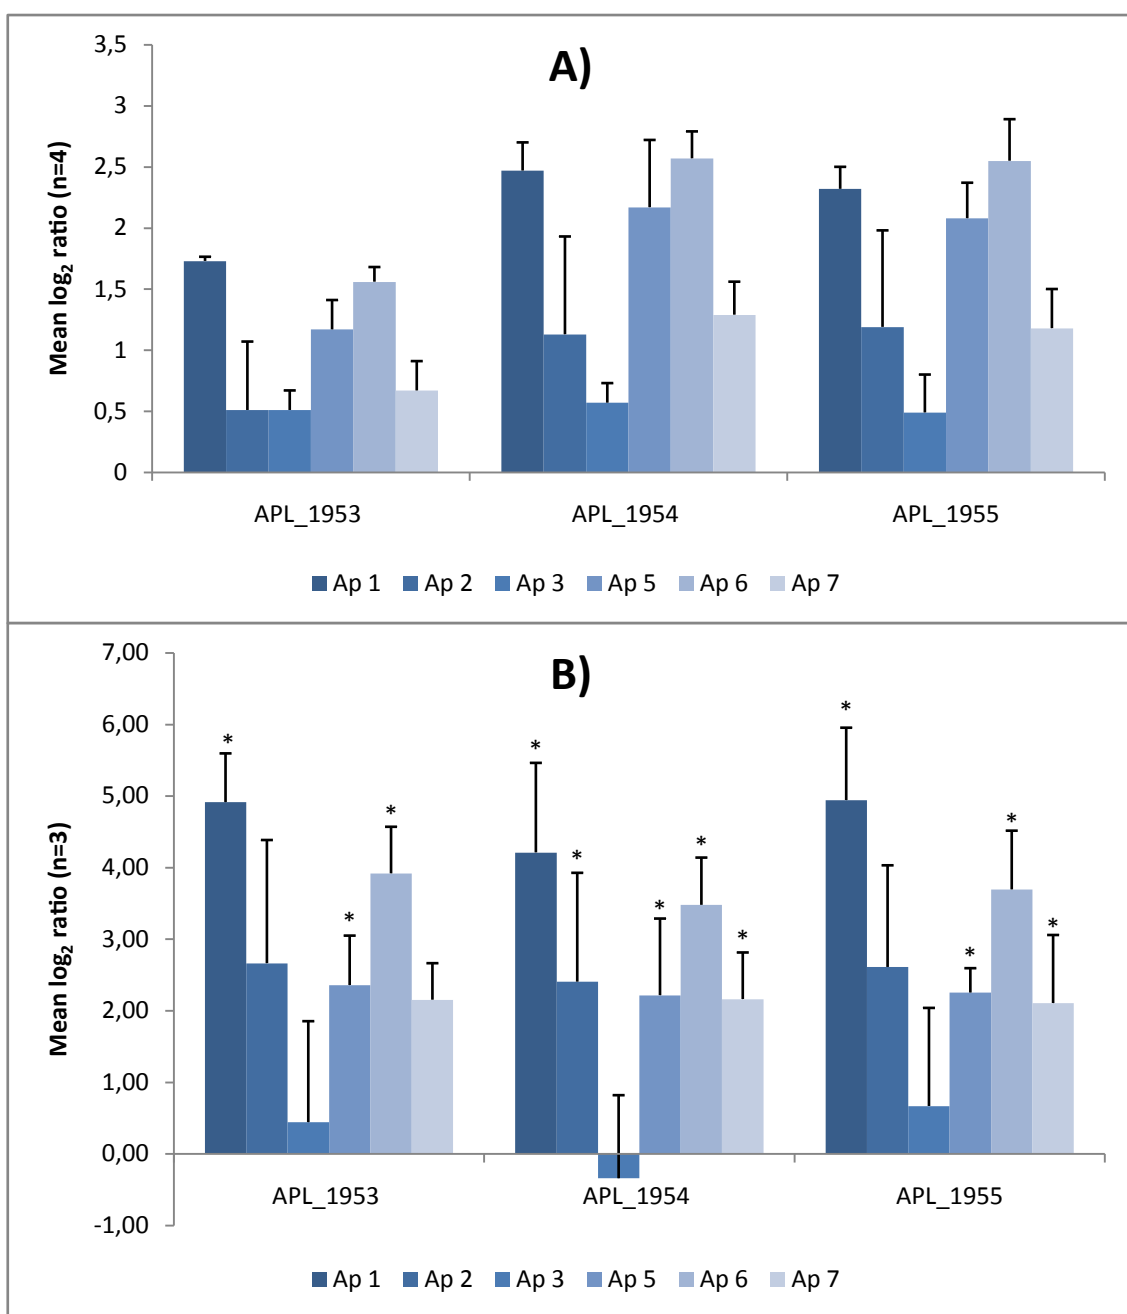 A)
Mean log₂ ratio (n=4)
3,5
3
2,5
2
1,5
1
0,5
0
APL_1953 APL_1954 APL_1955
Ap 1 Ap 2 Ap 3 Ap 5 Ap 6 Ap 7
B)
Mean log₂ ratio (n=3)
7,00
6,00
5,00
4,00
3,00
2,00
1,00
0,00
-1,00
* * * * * * * * * * * *
APL_1953 APL_1954 APL_1955
Ap 1 Ap 2 Ap 3 Ap 5 Ap 6 Ap 7